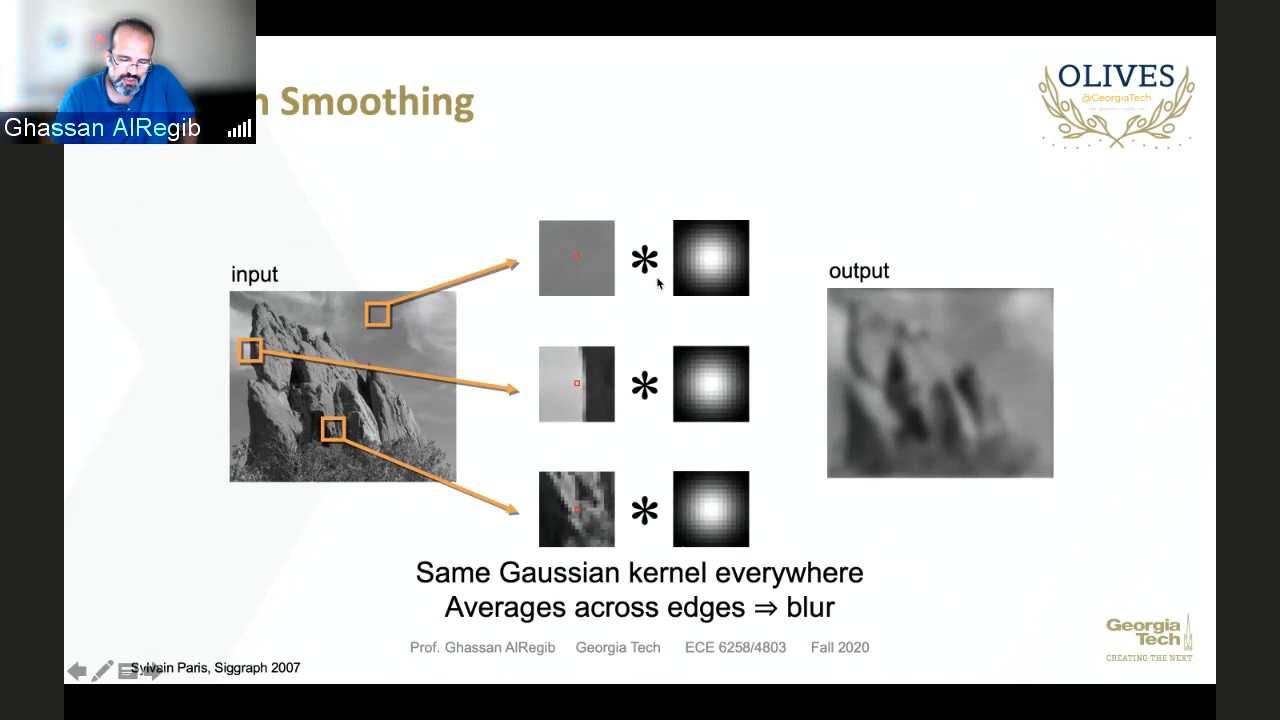 Ghassan AlRegib
n Smoothing
OLIVES
@GeorgiaTech
input
output
*
*
*
Same Gaussian kernel everywhere
Averages across edges ⇒ blur
Prof. Ghassan AlRegib Georgia Tech ECE 6258/4803 Fall 2020
Sylvain Paris, Siggraph 2007
Georgia
Tech
CREATING THE NEXT